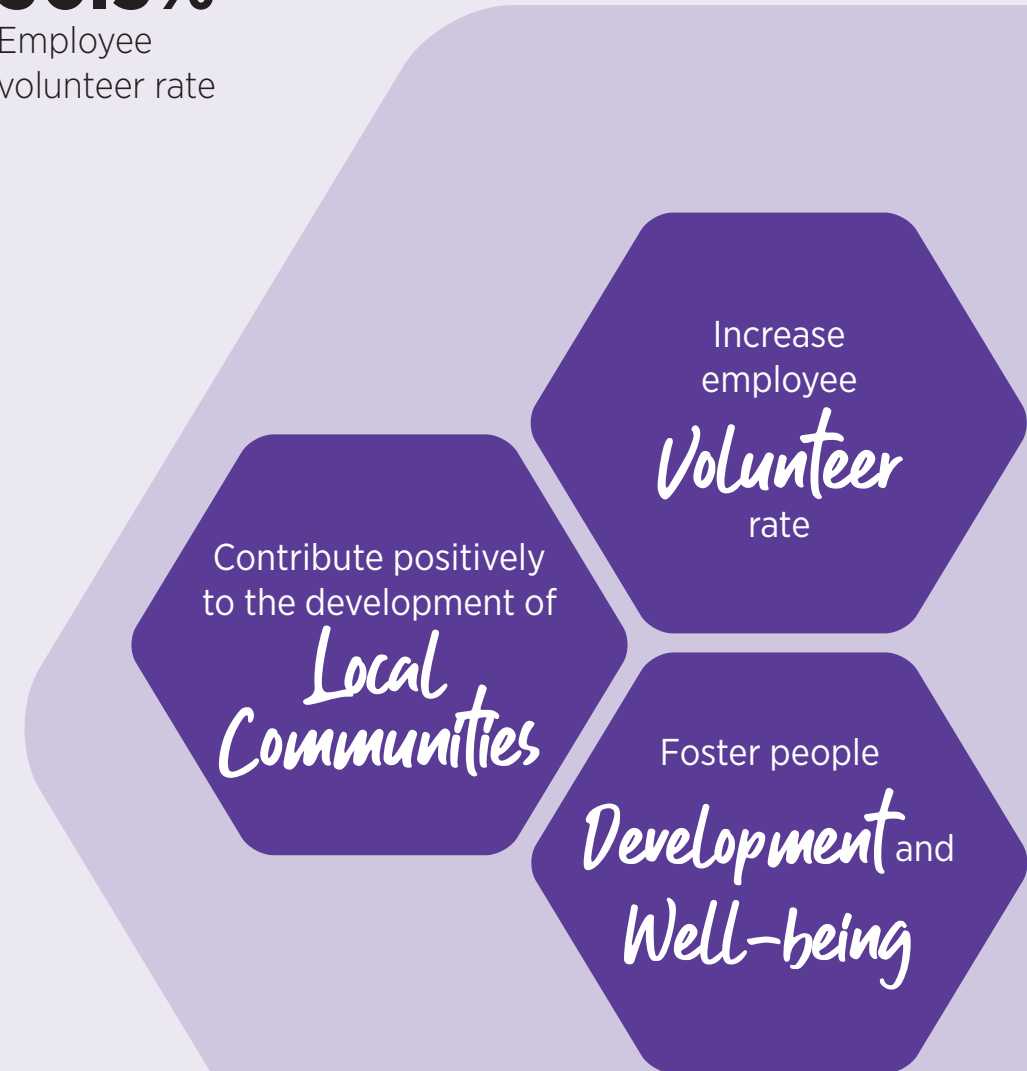 Employee
volunteer rate
Increase
employee
Volunteer
rate
Contribute positively
to the development of
Local
Communities
Foster people
Development and
Well-being